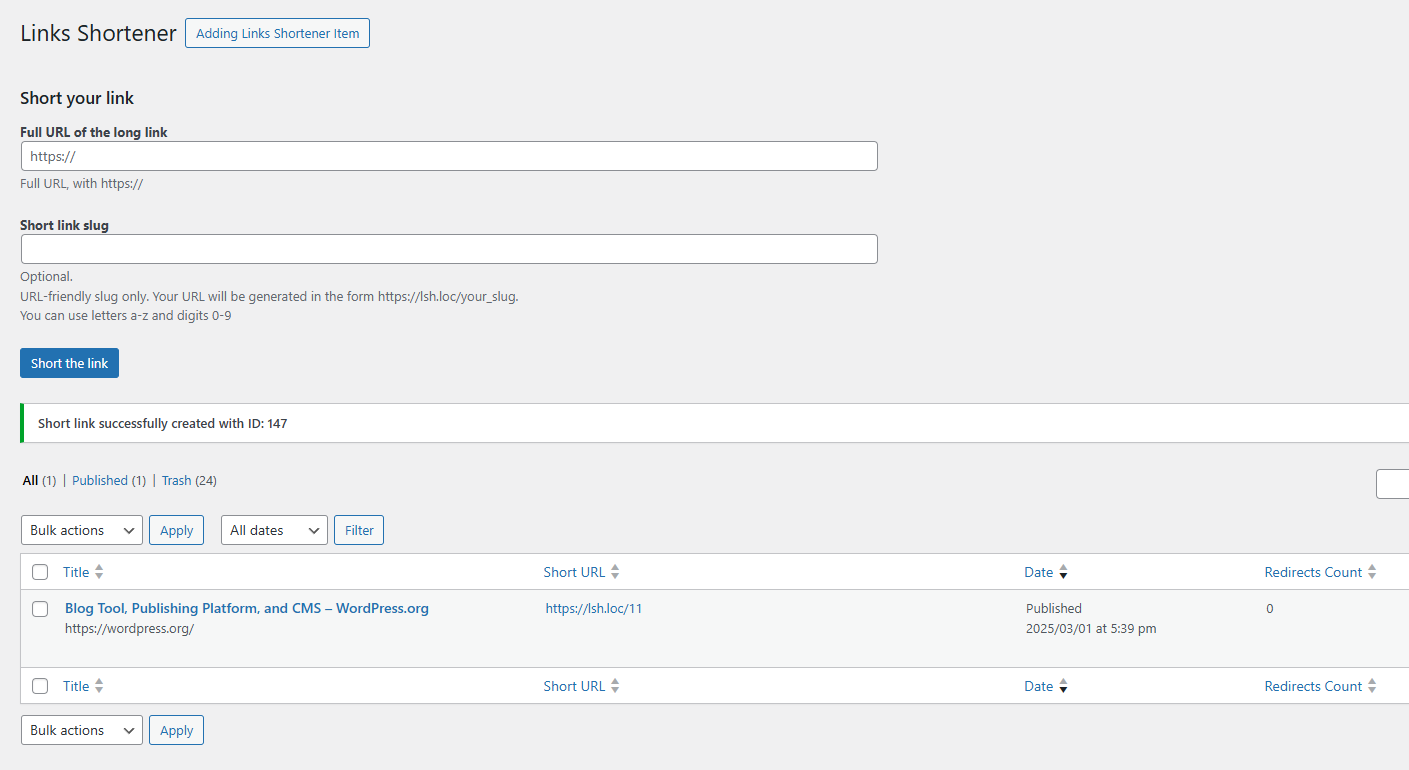 Links Shortener Adding Links Shortener Item
Short your link
Full URL of the long link
https://
Full URL, with https://
Short link slug
Optional.
URL-friendly slug only. Your URL will be generated in the form https://lsh.loc/your_slug.
You can use letters a-z and digits 0-9
Short the link
Short link successfully created with ID: 147
All (1) | Published (1) | Trash (24)
Bulk actions Apply All dates Filter
Title Short URL Date Redirects Count
Blog Tool, Publishing Platform, and CMS – WordPress.org https://lsh.loc/11 Published 0
https://wordpress.org/ 2025/03/01 at 5:39 pm
Title Short URL Date Redirects Count
Bulk actions Apply